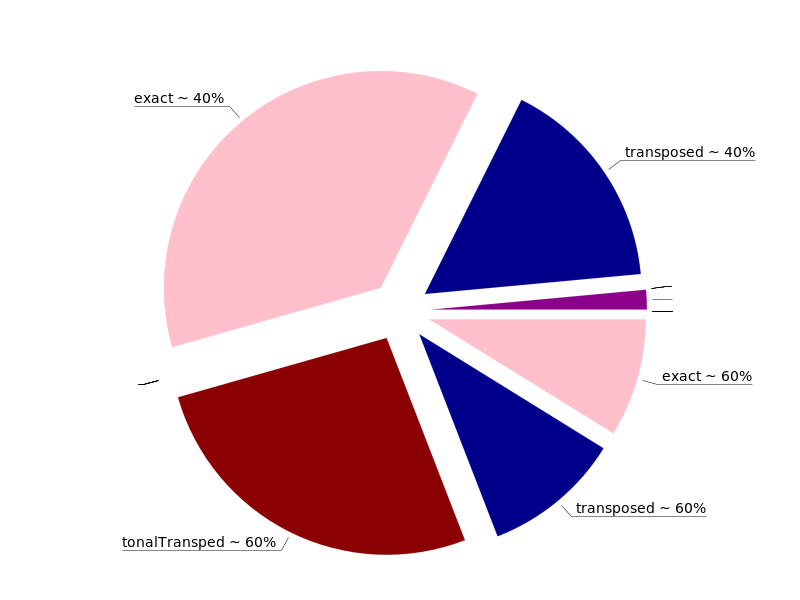 exact ~ 40%
transposed ~ 40%
exact ~ 60%
transposed ~ 60%
tonalTransped ~ 60%